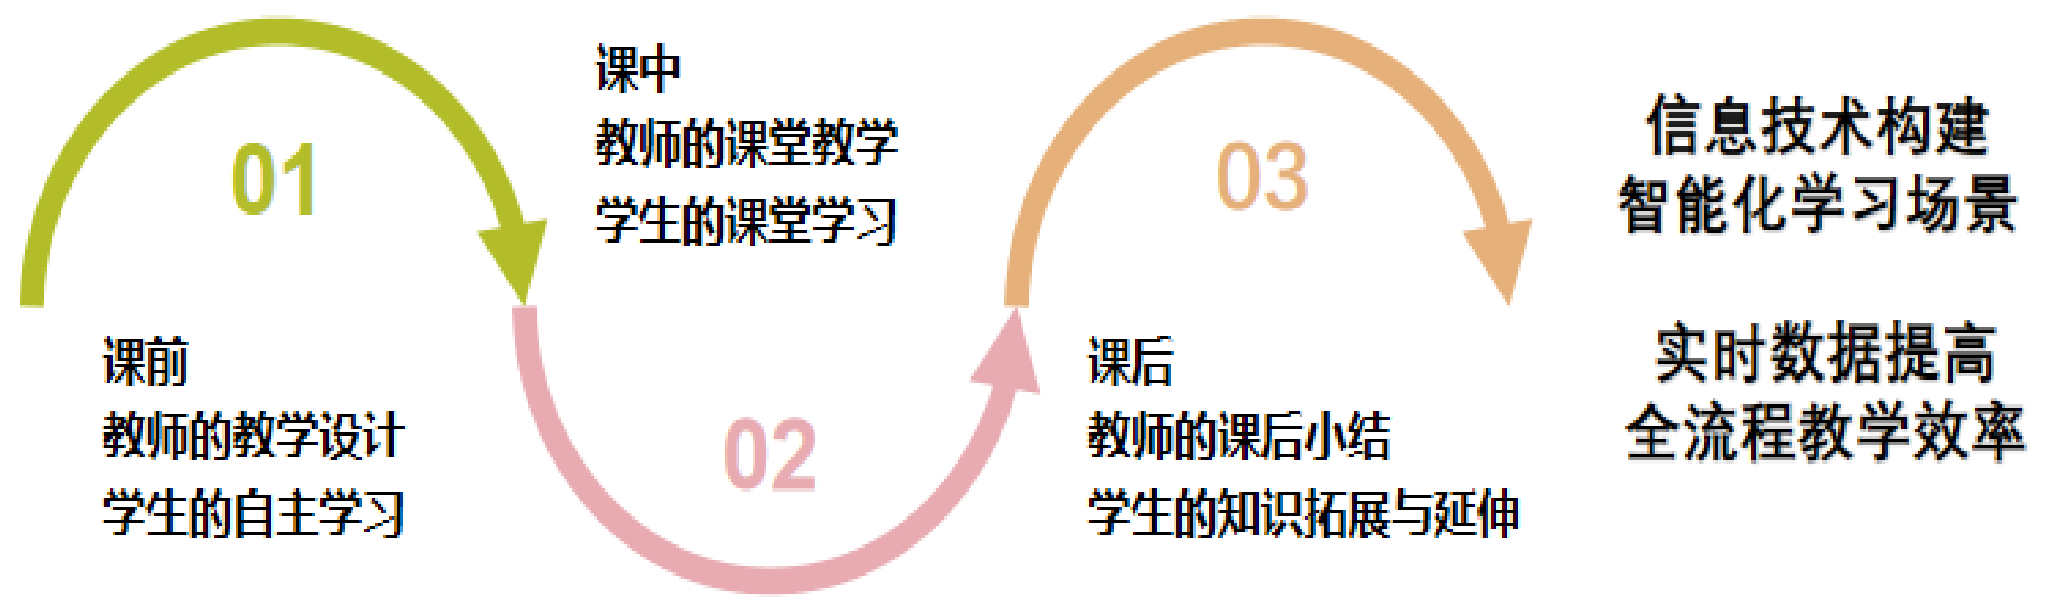 01
课前
教师的教学设计
学生的自主学习
课中
教师的课堂教学
学生的课堂学习
02
03
课后
教师的课后小结
学生的知识拓展与延伸
信息技术构建
智能化学习场景
实时数据提高
全流程教学效率